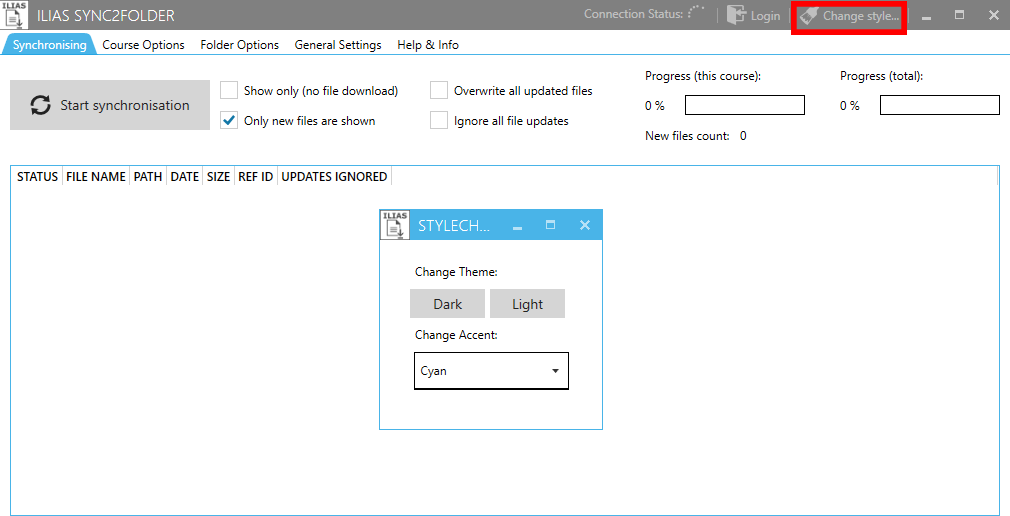 ILIAS
ILIAS SYNC2FOLDER
Connection Status:
Login
Change style...
Synchronising
Course Options
Folder Options
General Settings
Help & Info
Start synchronisation
Show only (no file download)
Only new files are shown
Overwrite all updated files
Ignore all file updates
Progress (this course):
0 %
New files count: 0
Progress (total):
0 %
STATUS
FILE NAME
PATH
DATE
SIZE
REF ID
UPDATES IGNORED
ILIAS
STYLECH...
Change Theme:
Dark
Light
Change Accent:
Cyan